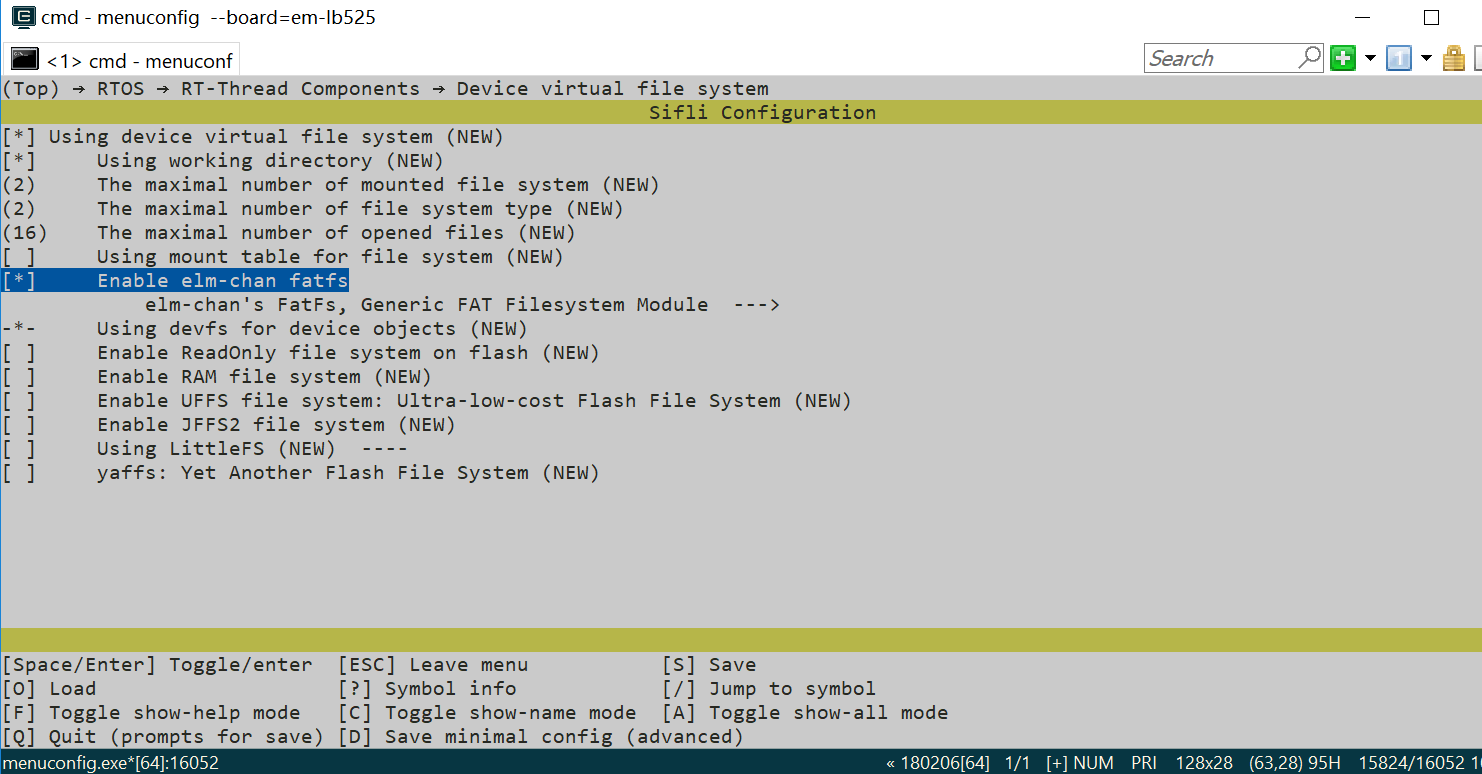 cmd - menuconfig  --board=em-lb525
<1> cmd - menuconf
Search
(Top) → RTOS → RT-Thread Components → Device virtual file system
Sifli Configuration
[*] Using device virtual file system (NEW)
[*]     Using working directory (NEW)
(2)     The maximal number of mounted file system (NEW)
(2)     The maximal number of file system type (NEW)
(16)    The maximal number of opened files (NEW)
[ ]     Using mount table for file system (NEW)
[*]     Enable elm-chan fatfs
elm-chan's FatFs, Generic FAT Filesystem Module  --->
-*-     Using devfs for device objects (NEW)
[ ]     Enable ReadOnly file system on flash (NEW)
[ ]     Enable RAM file system (NEW)
[ ]     Enable UFFS file system: Ultra-low-cost Flash File System (NEW)
[ ]     Enable JFFS2 file system (NEW)
[ ]     Using LittleFS (NEW)  ----
[ ]     yaffs: Yet Another Flash File System (NEW)
[Space/Enter] Toggle/enter  [ESC] Leave menu           [S] Save
[O] Load                    [?] Symbol info            [/] Jump to symbol
[F] Toggle show-help mode   [C] Toggle show-name mode  [A] Toggle show-all mode
[Q] Quit (prompts for save) [D] Save minimal config (advanced)
menuconfig.exe*[64]:16052 « 180206[64] 1/1 [+] NUM PRI 128x28 (63,28) 95H 15824/16052